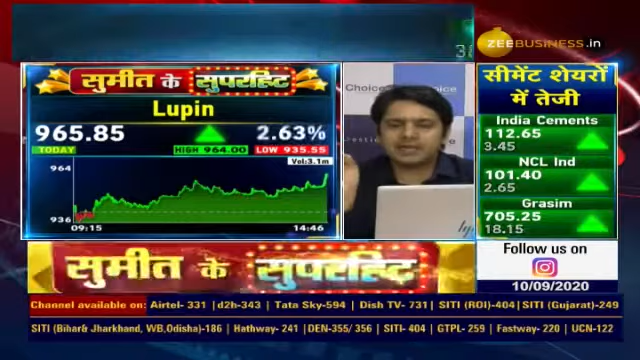 ZEEBUSINESS.in
सुमीत के सुपरहिट
Lupin
965.85 2.63%
TODAY HIGH 964.00 LOW 935.55
Vol:3.1m
964
936
09:15 14:46
Choice
सीमेंट शेयरों
में तेजी
India Cements
112.65
3.45
NCL Ind
101.40
2.65
Grasim
705.25
18.15
सुमीत के सुपरहिट
Follow us on
10/09/2020
Channel available on: Airtel- 331 |d2h-343 | Tata Sky-594 | Dish TV- 731| SITI (ROI)-404| SITI (Gujarat)-249
SITI (Bihar& Jharkhand, WB,Odisha)-186 | Hathway- 241 |DEN-355/ 356 | SITI- 404 | GTPL- 259 | Fastway- 220 | UCN-122